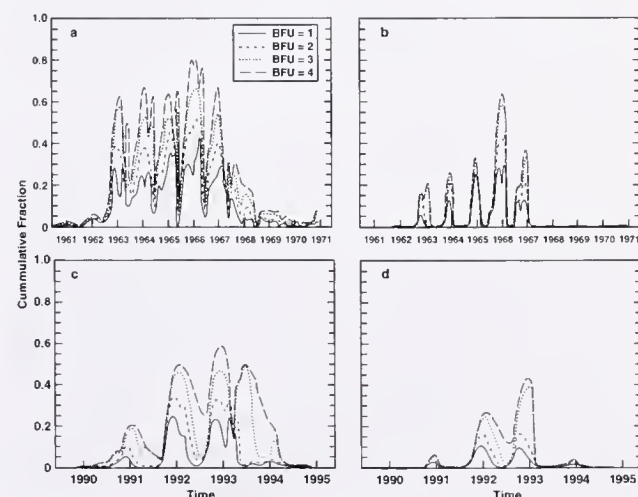 1.0
0.8
0.6
0.4
0.2
0
a
BFU = 1
BFU = 2
BFU = 3
BFU = 4
1961 1962 1963 1964 1965 1966 1967 1968 1969 1970 1971
b
1961 1962 1963 1964 1965 1966 1967 1968 1969 1970 1971
Cummulative Fraction
1.0
0.8
0.6
0.4
0.2
0
c
1990 1991 1992 1993 1994 1995
Time
d
1990 1991 1992 1993 1994 1995
Time